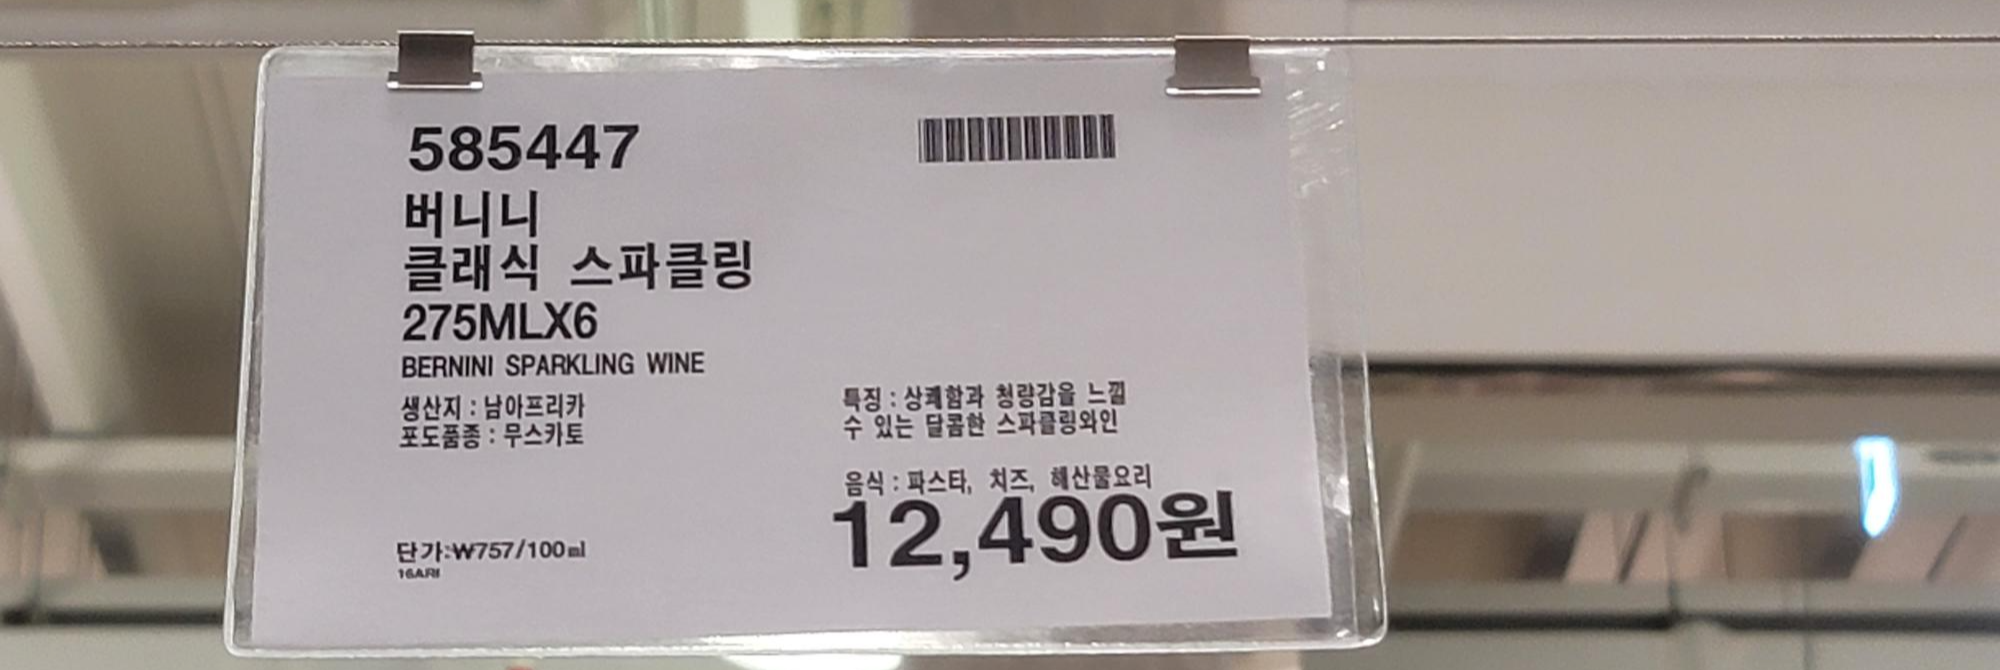 585447
버니니
클래식 스파클링
275MLX6
BERNINI SPARKLING WINE
생산지 : 남아프리카
포도품종 : 무스카토
특징 : 상쾌함과 청량감을 느낄
수 있는 달콤한 스파클링와인
음식 : 파스타, 치즈, 해산물요리
12,490원
단가:₩757/100㎖
16ARI